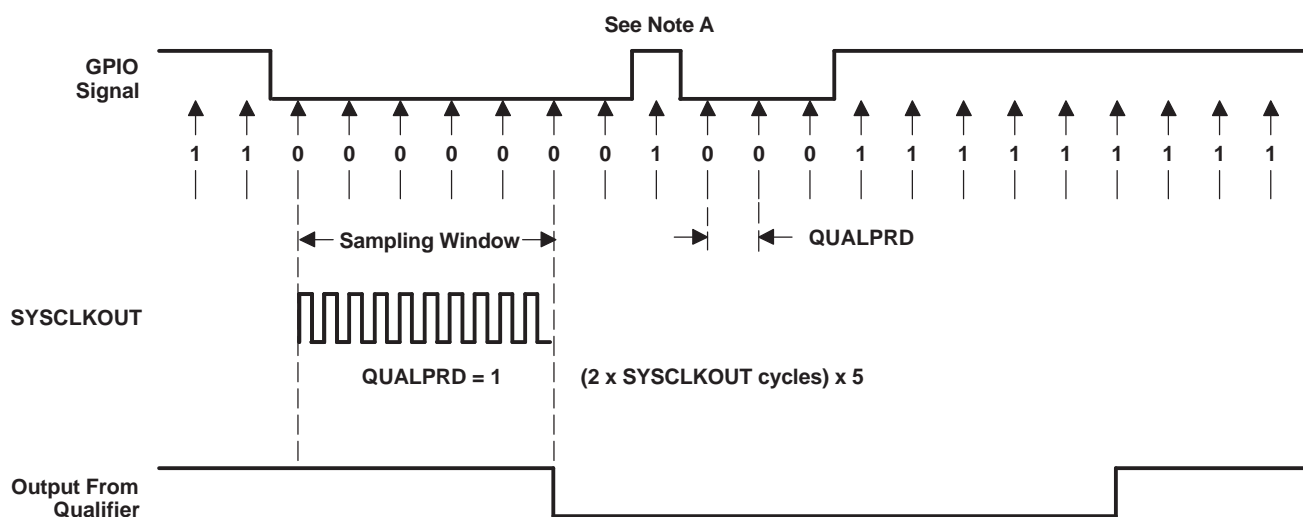 See Note A
GPIO
Signal
1 1 0 0 0 0 0 0 0 1 0 0 0 1 1 1 1 1 1 1 1 1
Sampling Window
QUALPRD
SYSCLKOUT
QUALPRD = 1 (2 x SYSCLKOUT cycles) x 5
Output From
Qualifier